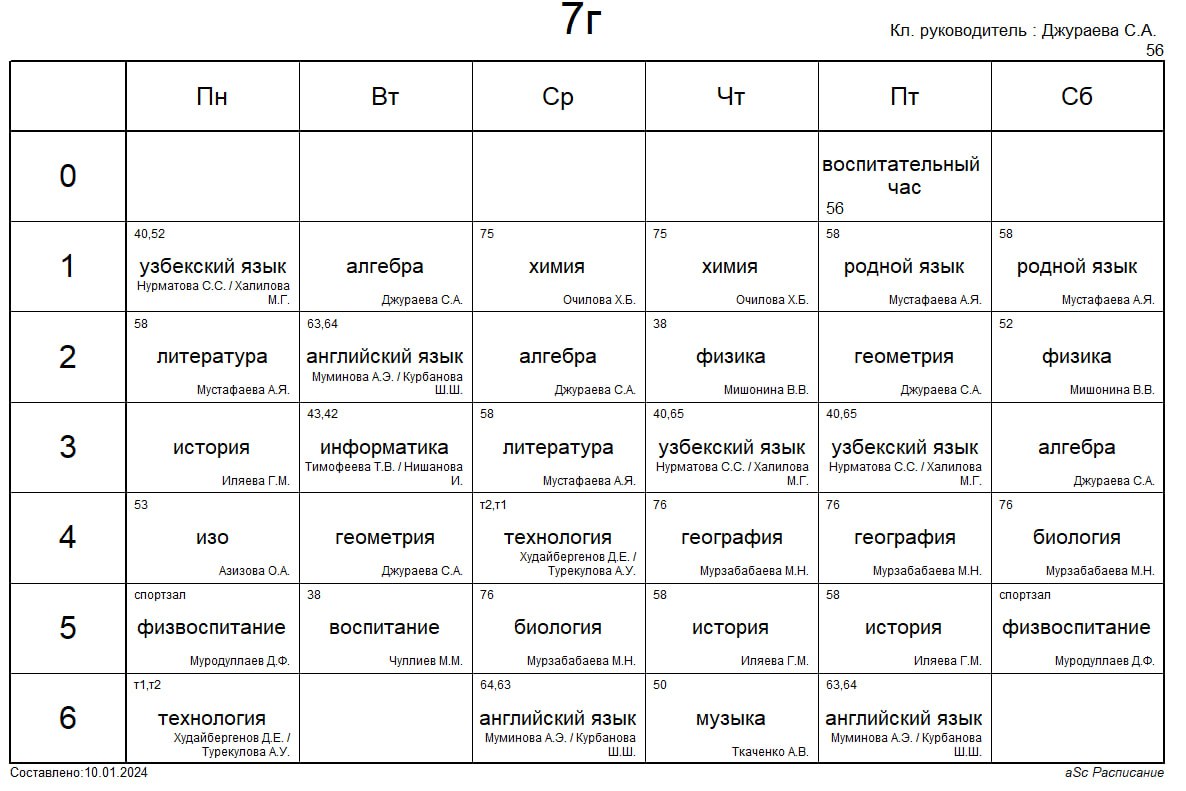 7г
Кл. руководитель : Джураева С.А.
56
Пн
Вт
Ср
Чт
Пт
Сб
0
воспитательный
час
56
1
40,52
узбекский язык
Нурматова С.С. / Халилова
М.Г.
алгебра
Джураева С.А.
75
химия
Очилова Х.Б.
75
химия
Очилова Х.Б.
58
родной язык
Мустафаева А.Я.
58
родной язык
Мустафаева А.Я.
2
58
литература
Мустафаева А.Я.
63,64
английский язык
Муминова А.Э. / Курбанова
Ш.Ш.
алгебра
Джураева С.А.
38
физика
Мишонина В.В.
геометрия
Джураева С.А.
52
физика
Мишонина В.В.
3
история
Иляева Г.М.
43,42
информатика
Тимофеева Т.В. / Нишанова
И.
58
литература
Мустафаева А.Я.
40,65
узбекский язык
Нурматова С.С. / Халилова
М.Г.
40,65
узбекский язык
Нурматова С.С. / Халилова
М.Г.
алгебра
Джураева С.А.
4
53
изо
Азизова О.А.
геометрия
Джураева С.А.
т2,т1
технология
Худайбергенов Д.Е. /
Турекулова А.У.
76
география
Мурзабабаева М.Н.
76
география
Мурзабабаева М.Н.
76
биология
Мурзабабаева М.Н.
5
спортзал
физвоспитание
Муродуллаев Д.Ф.
38
воспитание
Чуллиев М.М.
76
биология
Мурзабабаева М.Н.
58
история
Иляева Г.М.
58
история
Иляева Г.М.
спортзал
физвоспитание
Муродуллаев Д.Ф.
6
т1,т2
технология
Худайбергенов Д.Е. /
Турекулова А.У.
64,63
английский язык
Муминова А.Э. / Курбанова
Ш.Ш.
50
музыка
Ткаченко А.В.
63,64
английский язык
Муминова А.Э. / Курбанова
Ш.Ш.
Составлено:10.01.2024
aSc Расписание